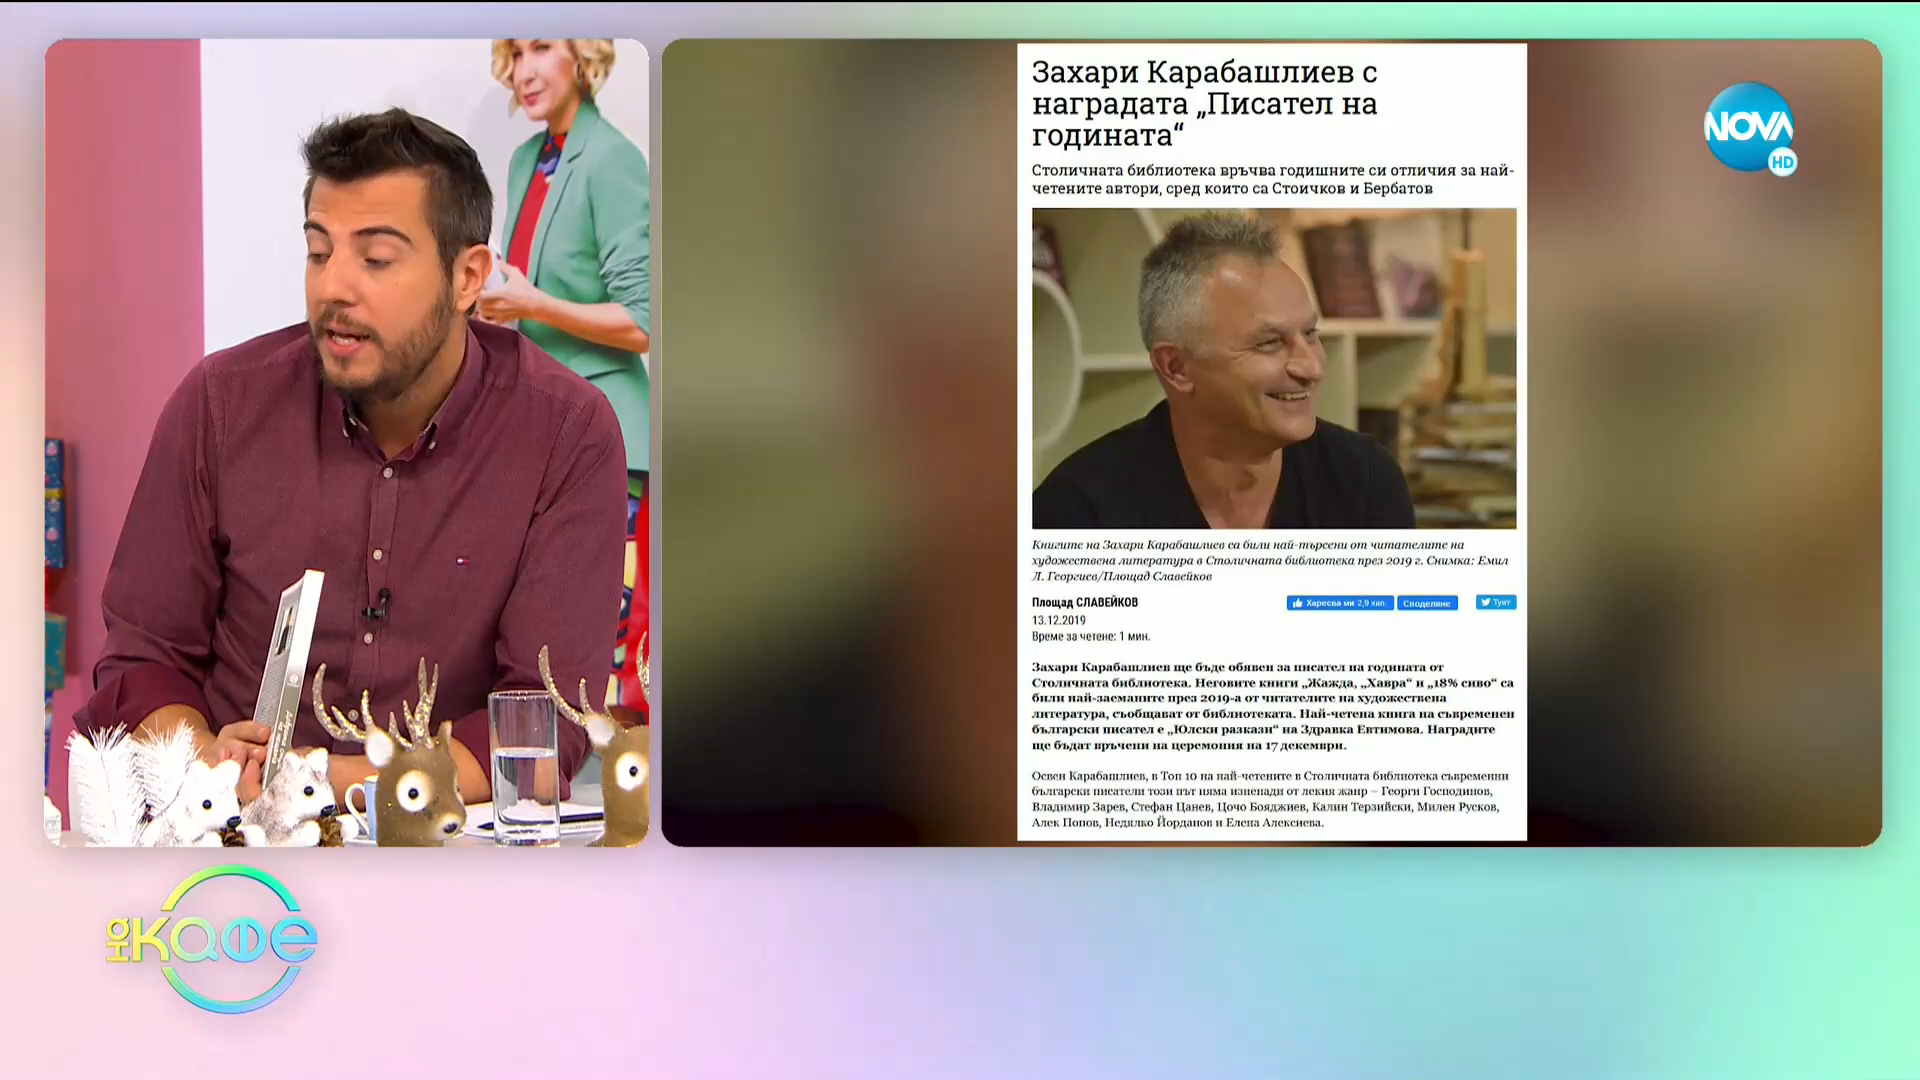 Захари Карабашлиев с
наградата „Писател на
годината“
Столичната библиотека връчва годишните си отличия за най-
четените автори, сред които са Стоичков и Бербатов
Книгите на Захари Карабашлиев са били най-търсени от читателите на
художествена литература в Столичната библиотека през 2019 г. Снимка: Емил
Л. Георгиев/Площад Славейков
Площад СЛАВЕЙКОВ
Харесва ми 2,9 хил.
Споделяне
Туит
13.12.2019
Време за четене: 1 мин.
Захари Карабашлиев ще бъде обявен за писател на годината от
Столичната библиотека. Неговите книги „Жажда, „Хавра“ и „18% сиво“ са
били най-заеманите през 2019-а от читателите на художествена
литература, съобщават от библиотеката. Най-четена книга на съвременен
български писател е „Юлски разкази“ на Здравка Евтимова. Наградите
ще бъдат връчени на церемония на 17 декември.
Освен Карабашлиев, в Топ 10 на най-четените в Столичната библиотека съвременни
български писатели този път няма изненади от лекия жанр – Георги Господинов,
Владимир Зарев, Стефан Цанев, Цочо Бояджиев, Калин Терзийски, Милен Русков,
Алек Попов, Недялко Йорданов и Елена Алексиева.
NOVA
HD
на кафе